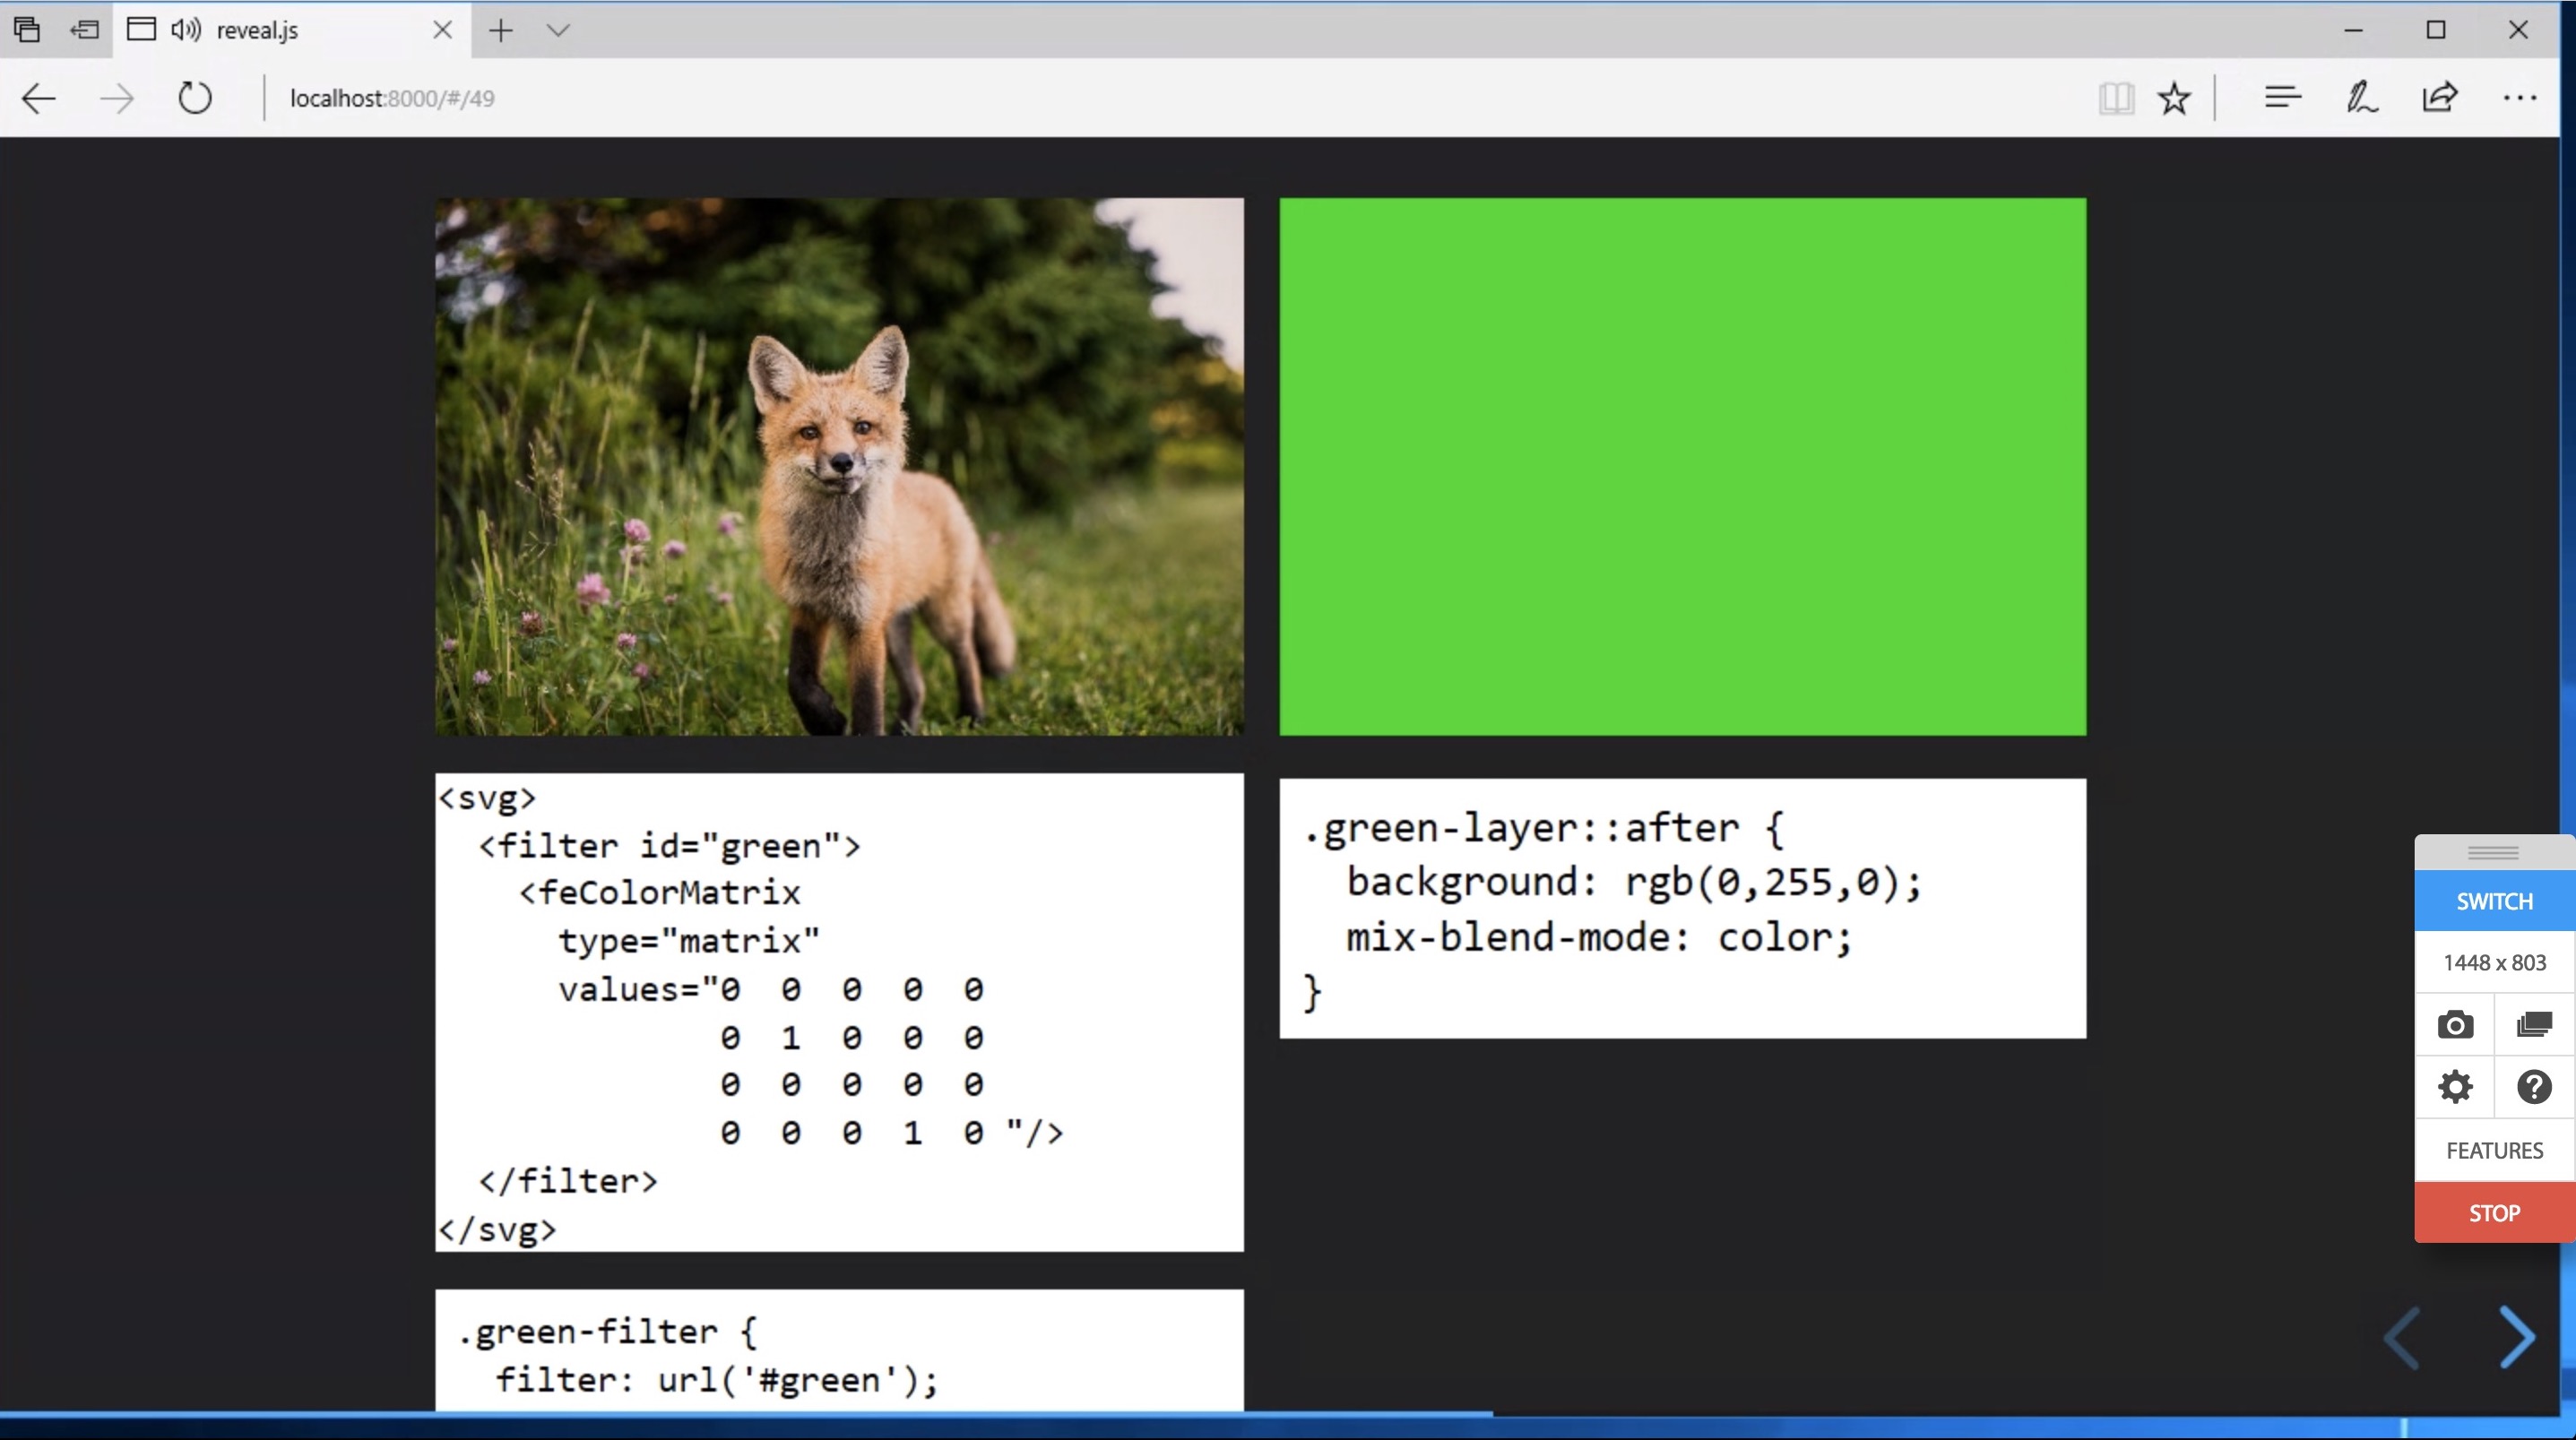 reveal.js
localhost:8000/#/49
<svg>
  <filter id="green">
    <feColorMatrix
      type="matrix"
      values="0 0 0 0 0
              0 1 0 0 0
              0 0 0 0 0
              0 0 0 1 0 "/>
  </filter>
</svg>
.green-filter {
  filter: url('#green');
.green-layer::after {
  background: rgb(0,255,0);
  mix-blend-mode: color;
}
SWITCH
1448 x 803
FEATURES
STOP